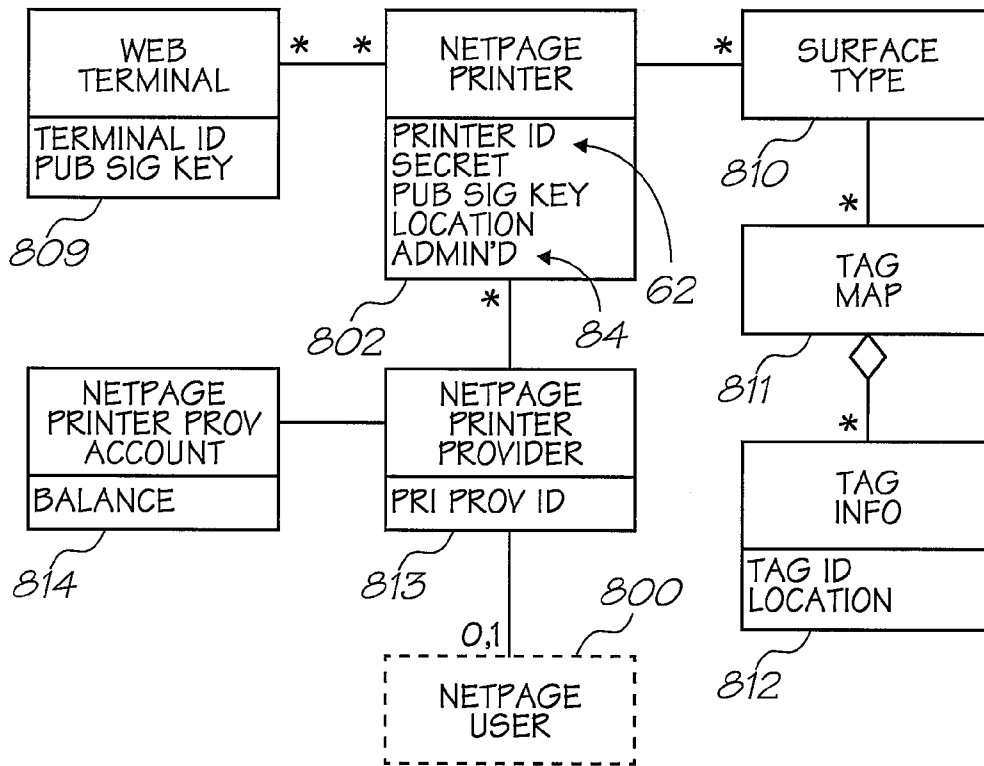 WEB
TERMINAL
TERMINAL ID
PUB SIG KEY
809
*
*
NETPAGE
PRINTER
PRINTER ID
SECRET
PUB SIG KEY
LOCATION
ADMIN'D
62
84
802
*
*
SURFACE
TYPE
810
*
TAG
MAP
811
*
TAG
INFO
TAG ID
LOCATION
812
NETPAGE
PRINTER PROV
ACCOUNT
BALANCE
814
NETPAGE
PRINTER
PROVIDER
PRI PROV ID
813
800
0,1
NETPAGE
USER